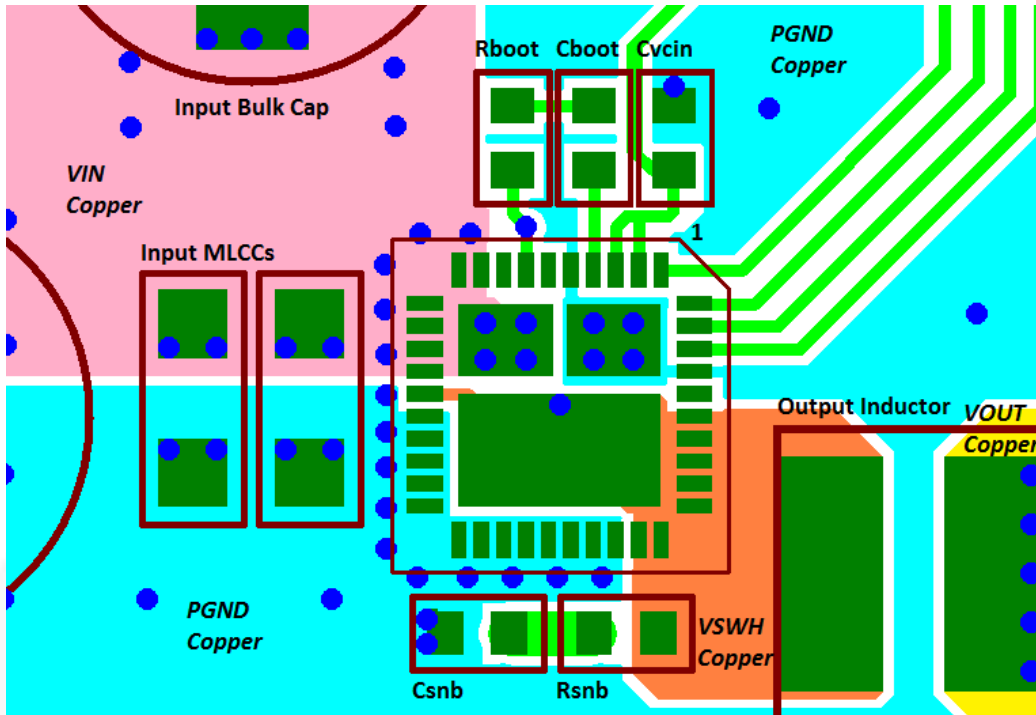 Rboot Cboot Cvcin
PGND
Copper
Input Bulk Cap
VIN
Copper
1
Input MLCCs
Output Inductor
VOUT
Copper
PGND
Copper
VSWH
Copper
Csnb
Rsnb